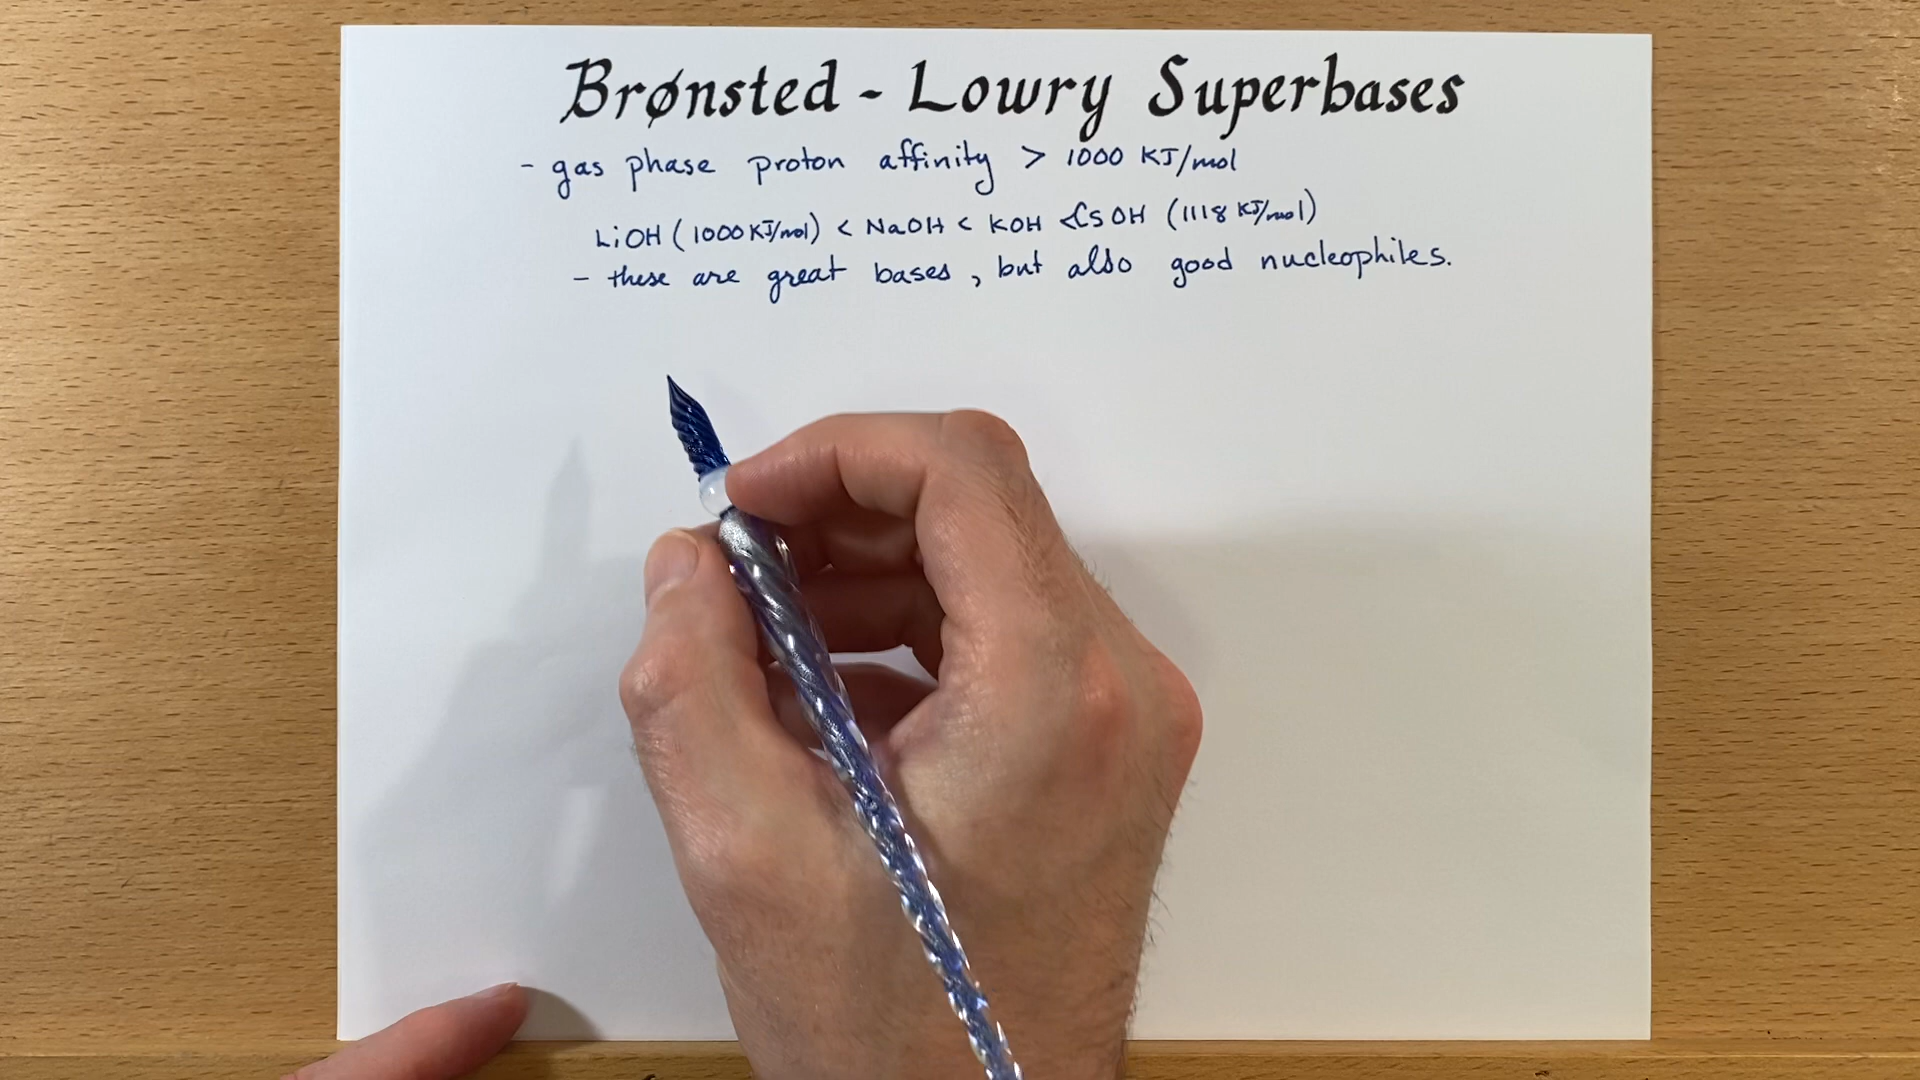 Brønsted - Lowry Superbases
- gas phase proton affinity > 1000 KJ/mol
LiOH (1000 KJ/mol) < NaOH < KOH < CsOH (1118 KJ/mol)
- these are great bases, but also good nucleophiles.